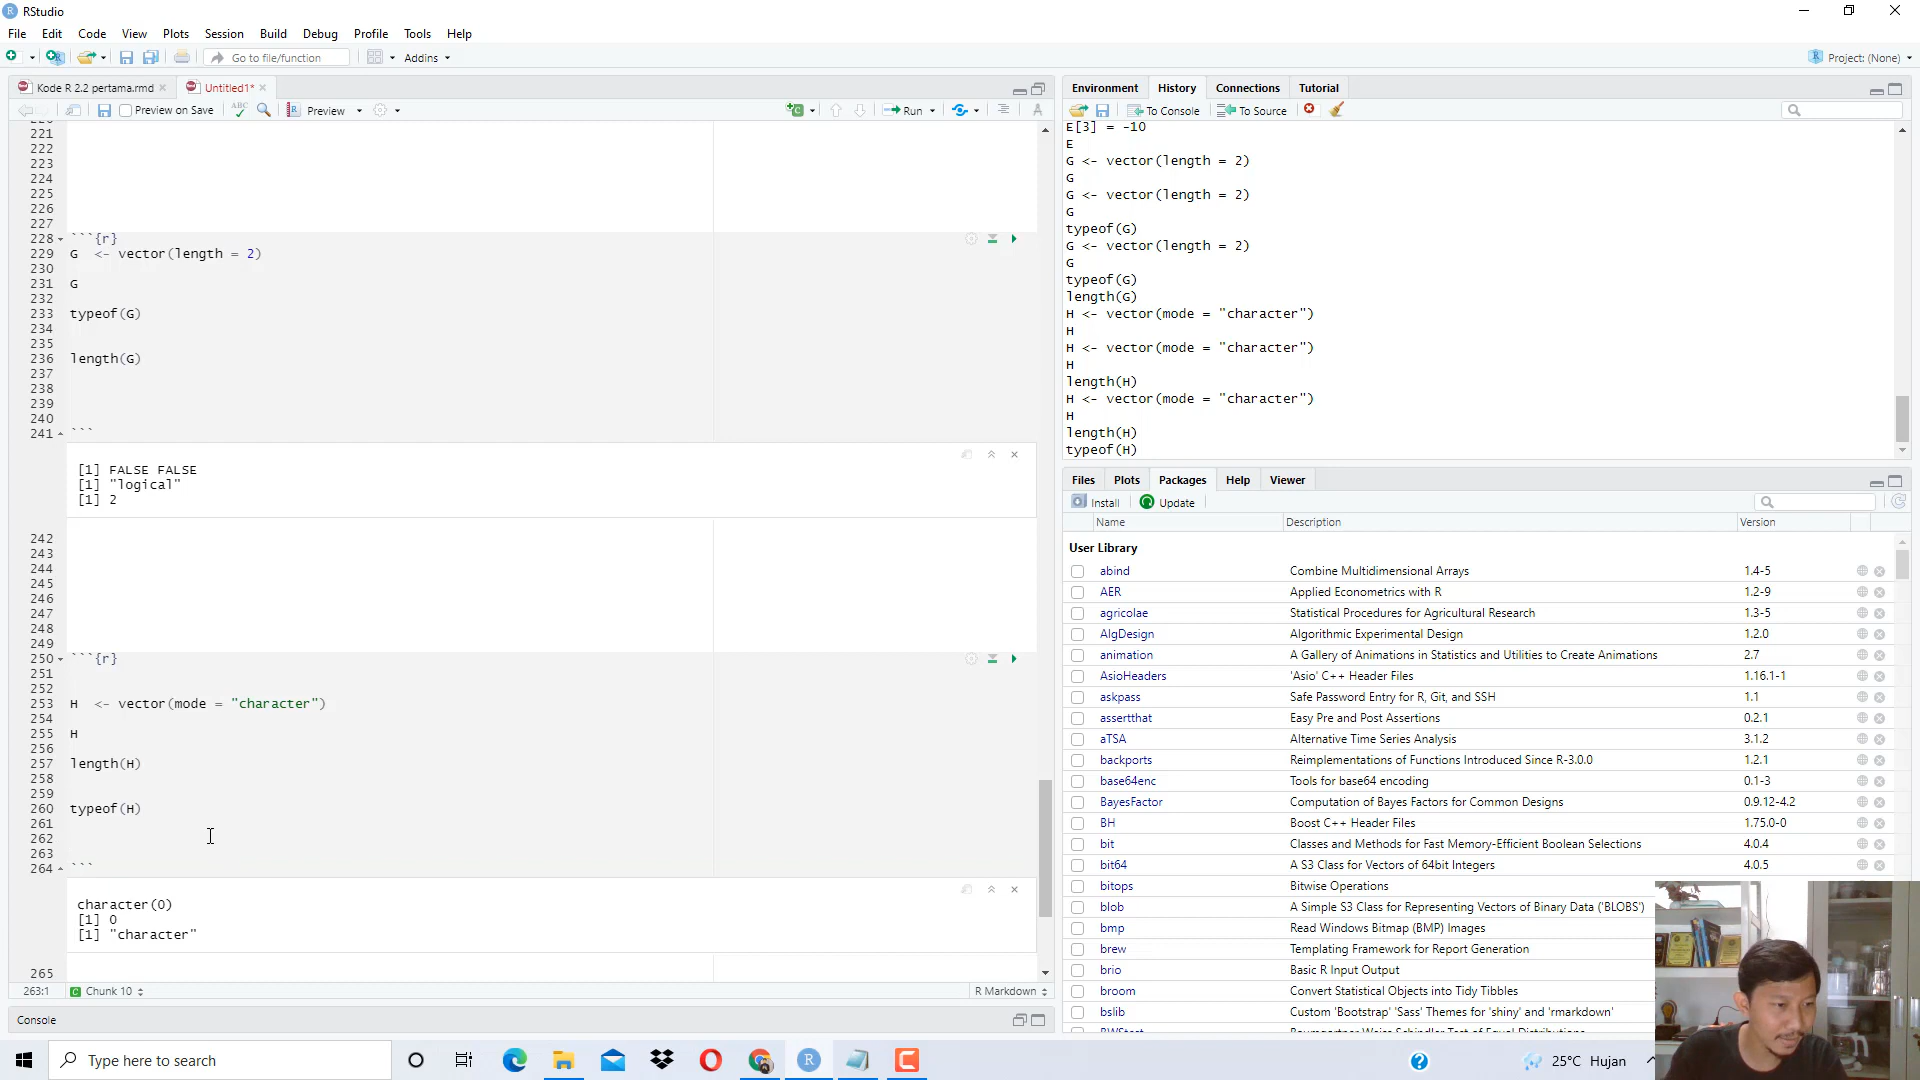 RStudio
File Edit Code View Plots Session Build Debug Profile Tools Help
Go to file/function Addins Project: (None)
Kode R 2.2 pertama.rmd Untitled1*
Preview on Save ABC Preview Run
221
222
223
224
225
226
227
228 ```{r}
229 G <- vector(length = 2)
230
231 G
232
233 typeof(G)
234
235
236 length(G)
237
238
239
240
241 ```
[1] FALSE FALSE
[1] "logical"
[1] 2
242
243
244
245
246
247
248
249
250 ```{r}
251
252
253 H <- vector(mode = "character")
254
255 H
256
257 length(H)
258
259
260 typeof(H)
261
262
263
264 ```
character(0)
[1] 0
[1] "character"
265
263:1 Chunk 10 R Markdown
Console
Environment History Connections Tutorial
To Console To Source
E[3] = -10
E
G <- vector(length = 2)
G
G <- vector(length = 2)
G
typeof(G)
G <- vector(length = 2)
G
typeof(G)
length(G)
H <- vector(mode = "character")
H
H <- vector(mode = "character")
H
length(H)
H <- vector(mode = "character")
H
length(H)
typeof(H)
Files Plots Packages Help Viewer
Install Update
Name Description Version
User Library
abind Combine Multidimensional Arrays 1.4-5
AER Applied Econometrics with R 1.2-9
agricolae Statistical Procedures for Agricultural Research 1.3-5
AlgDesign Algorithmic Experimental Design 1.2.0
animation A Gallery of Animations in Statistics and Utilities to Create Animations 2.7
AsioHeaders 'Asio' C++ Header Files 1.16.1-1
askpass Safe Password Entry for R, Git, and SSH 1.1
assertthat Easy Pre and Post Assertions 0.2.1
aTSA Alternative Time Series Analysis 3.1.2
backports Reimplementations of Functions Introduced Since R-3.0.0 1.2.1
base64enc Tools for base64 encoding 0.1-3
BayesFactor Computation of Bayes Factors for Common Designs 0.9.12-4.2
BH Boost C++ Header Files 1.75.0-0
bit Classes and Methods for Fast Memory-Efficient Boolean Selections 4.0.4
bit64 A S3 Class for Vectors of 64bit Integers 4.0.5
bitops Bitwise Operations
blob A Simple S3 Class for Representing Vectors of Binary Data ('BLOBS')
bmp Read Windows Bitmap (BMP) Images
brew Templating Framework for Report Generation
brio Basic R Input Output
broom Convert Statistical Objects into Tidy Tibbles
bslib Custom 'Bootstrap' 'Sass' Themes for 'shiny' and 'rmarkdown'
Type here to search
25°C Hujan